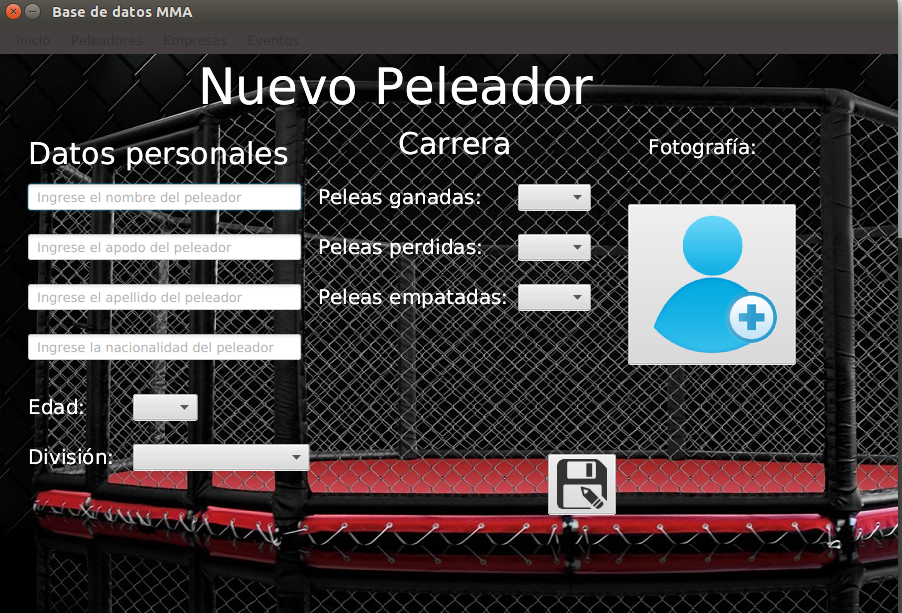 Base de datos MMA
inicio Peleadores Empresas Eventos
Nuevo Peleador
Datos personales
Ingrese el nombre del peleador
Ingrese el apodo del peleador
Ingrese el apellido del peleador
Ingrese la nacionalidad del peleador
Edad:
División:
Carrera
Peleas ganadas:
Peleas perdidas:
Peleas empatadas:
Fotografía: